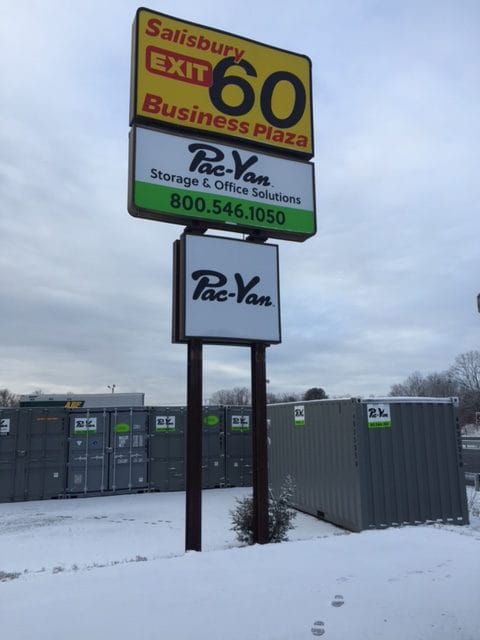 Salisbury
EXIT 60
Business Plaza
Pac-Van
Storage & Office Solutions
800.546.1050
Pac-Van